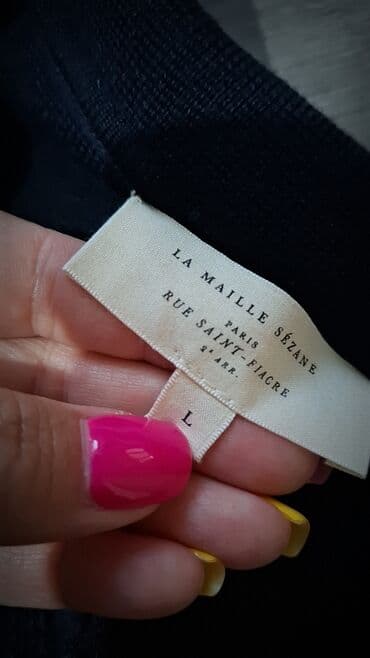 LA MAILLE SÉZANE
PARIS
RUE SAINT-FIACRE
2ᵉ ARR.
L